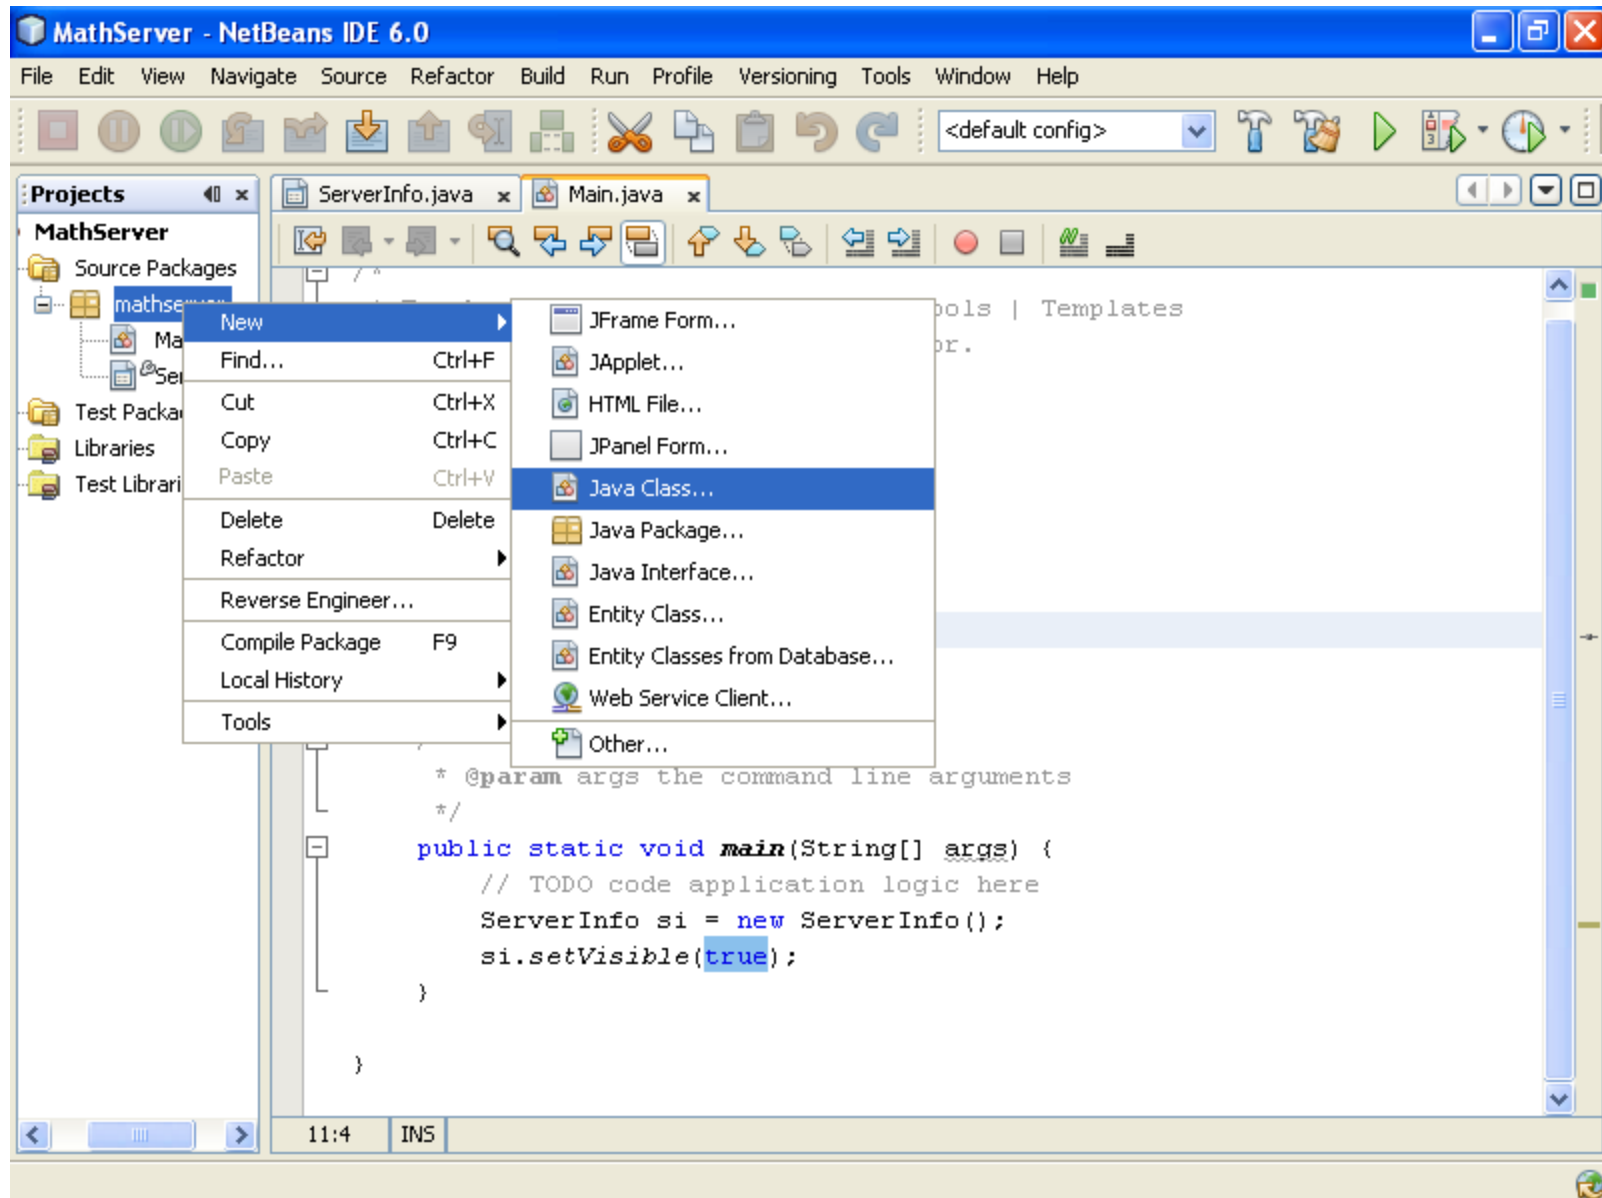 MathServer - NetBeans IDE 6.0
File Edit View Navigate Source Refactor Build Run Profile Versioning Tools Window Help
<default config>
Projects
ServerInfo.java
Main.java
MathServer
Source Packages
Test Packa
Libraries
Test Librari
New
Find... Ctrl+F
Cut Ctrl+X
Copy Ctrl+C
Paste Ctrl+V
Delete Delete
Refactor
Reverse Engineer...
Compile Package F9
Local History
Tools
JFrame Form...
JApplet...
HTML File...
JPanel Form...
Java Class...
Java Package...
Java Interface...
Entity Class...
Entity Classes from Database...
Web Service Client...
Other...
/*
| Templates
* @param args the command line arguments
*/
public static void main(String[] args) {
// TODO code application logic here
ServerInfo si = new ServerInfo();
si.setVisible(true);
}
}
11:4 INS